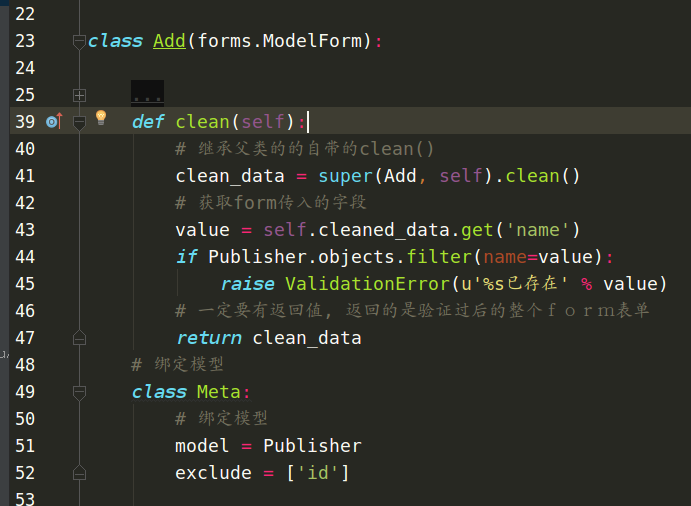 22
23 class Add(forms.ModelForm):
24
25 ...
39 def clean(self):
40 # 继承父类的的自带的clean()
41 clean_data = super(Add, self).clean()
42 # 获取form传入的字段
43 value = self.cleaned_data.get('name')
44 if Publisher.objects.filter(name=value):
45 raise ValidationError(u'%s已存在' % value)
46 # 一定要有返回值, 返回的是验证过后的整个ｆｏｒｍ表单
47 return clean_data
48 # 绑定模型
49 class Meta:
50 # 绑定模型
51 model = Publisher
52 exclude = ['id']
53